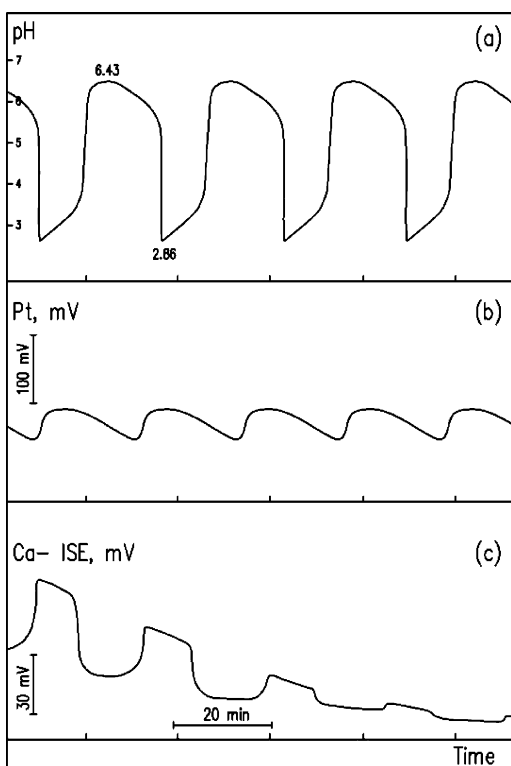 pH
(a)
7
6.43
6
5
4
3
2.86
Pt, mV
(b)
100 mV
Ca- ISE, mV
(c)
30 mV
20 min
Time